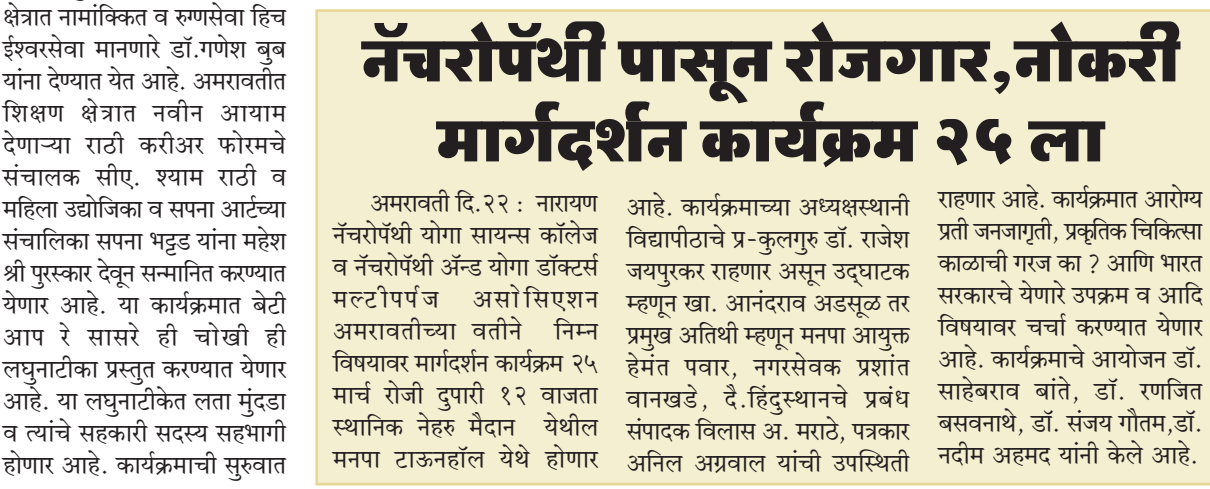 क्षेत्रात नामांक्कित व रुग्णसेवा हिच
ईश्वरसेवा मानणारे डॉ.गणेश बुब
यांना देण्यात येत आहे. अमरावतीत
शिक्षण क्षेत्रात नवीन आयाम
देणाऱ्या राठी करीअर फोरमचे
संचालक सीए. श्याम राठी व
महिला उद्योजिका व सपना आर्टच्या
संचालिका सपना भट्टड यांना महेश
श्री पुरस्कार देवून सन्मानित करण्यात
येणार आहे. या कार्यक्रमात बेटी
आप रे सासरे ही चोखी ही
लघुनाटीका प्रस्तुत करण्यात येणार
आहे. या लघुनाटीकेत लता मुंदडा
व त्यांचे सहकारी सदस्य सहभागी
होणार आहे. कार्यक्रमाची सुरुवात
नॅचरोपॅथी पासून रोजगार,नोकरी
मार्गदर्शन कार्यक्रम २५ ला
अमरावती दि.२२ : नारायण
नॅचरोपॅथी योगा सायन्स कॉलेज
व नॅचरोपॅथी ॲन्ड योगा डॉक्टर्स
मल्टीपर्पज असोसिएशन
अमरावतीच्या वतीने निम्न
विषयावर मार्गदर्शन कार्यक्रम २५
मार्च रोजी दुपारी १२ वाजता
स्थानिक नेहरु मैदान येथील
मनपा टाऊनहॉल येथे होणार
आहे. कार्यक्रमाच्या अध्यक्षस्थानी
विद्यापीठाचे प्र-कुलगुरु डॉ. राजेश
जयपुरकर राहणार असून उद्घाटक
म्हणून खा. आनंदराव अडसूळ तर
प्रमुख अतिथी म्हणून मनपा आयुक्त
हेमंत पवार, नगरसेवक प्रशांत
वानखडे, दै.हिंदुस्थानचे प्रबंध
संपादक विलास अ. मराठे, पत्रकार
अनिल अग्रवाल यांची उपस्थिती
राहणार आहे. कार्यक्रमात आरोग्य
प्रती जनजागृती, प्रकृतिक चिकित्सा
काळाची गरज का ? आणि भारत
सरकारचे येणारे उपक्रम व आदि
विषयावर चर्चा करण्यात येणार
आहे. कार्यक्रमाचे आयोजन डॉ.
साहेबराव बांते, डॉ. रणजित
बसवनाथे, डॉ. संजय गौतम,डॉ.
नदीम अहमद यांनी केले आहे.